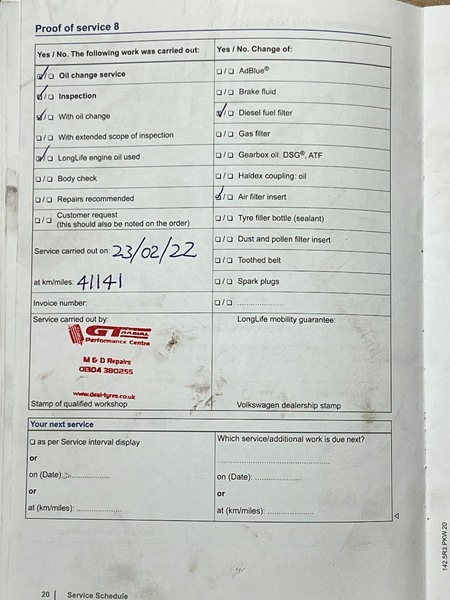 Proof of service 8
Yes / No. The following work was carried out:
☑/☐ Oil change service
☑/☐ Inspection
☑/☐ With oil change
☐/☐ With extended scope of inspection
☑/☐ LongLife engine oil used
☐/☐ Body check
☐/☐ Repairs recommended
☐/☐ Customer request
(this should also be noted on the order)
Service carried out on: 23/02/22
at km/miles: 41141
Invoice number:
Yes / No. Change of:
☐/☐ AdBlue®
☐/☐ Brake fluid
☑/☐ Diesel fuel filter
☐/☐ Gas filter
☐/☐ Gearbox oil: DSG®, ATF
☐/☐ Haldex coupling: oil
☑/☐ Air filter insert
☐/☐ Tyre filler bottle (sealant)
☐/☐ Dust and pollen filter insert
☐/☐ Toothed belt
☐/☐ Spark plugs
☐/☐ ....................
Service carried out by:
GT RADIAL
Performance Centre
M & D Repairs
01304 380255
www.deal-tyres.co.uk
Stamp of qualified workshop
LongLife mobility guarantee:
Volkswagen dealership stamp
Your next service
☐ as per Service interval display
or
on (Date): ....................
or
at (km/miles): ....................
Which service/additional work is due next?
....................
on (Date): ....................
or
at (km/miles): ....................
20 | Service Schedule
142.5R3.PKW.20